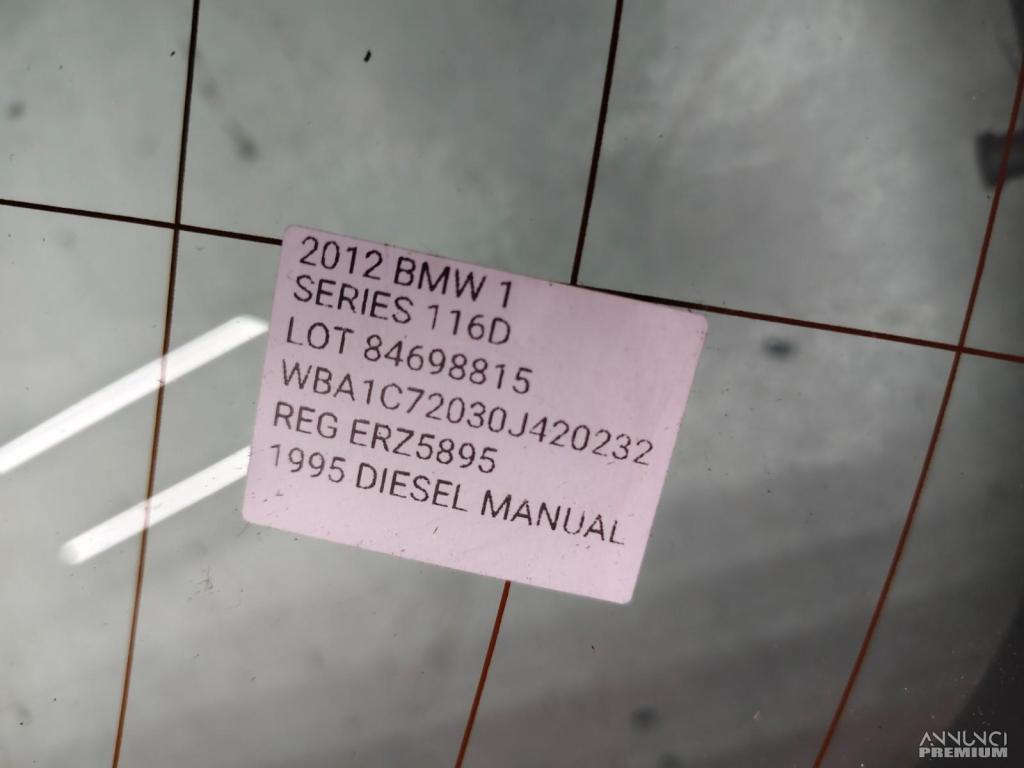 2012 BMW 1
SERIES 116D
LOT 84698815
WBA1C72030J420232
REG ERZ5895
1995 DIESEL MANUAL
ANNUNCI
PREMIUM